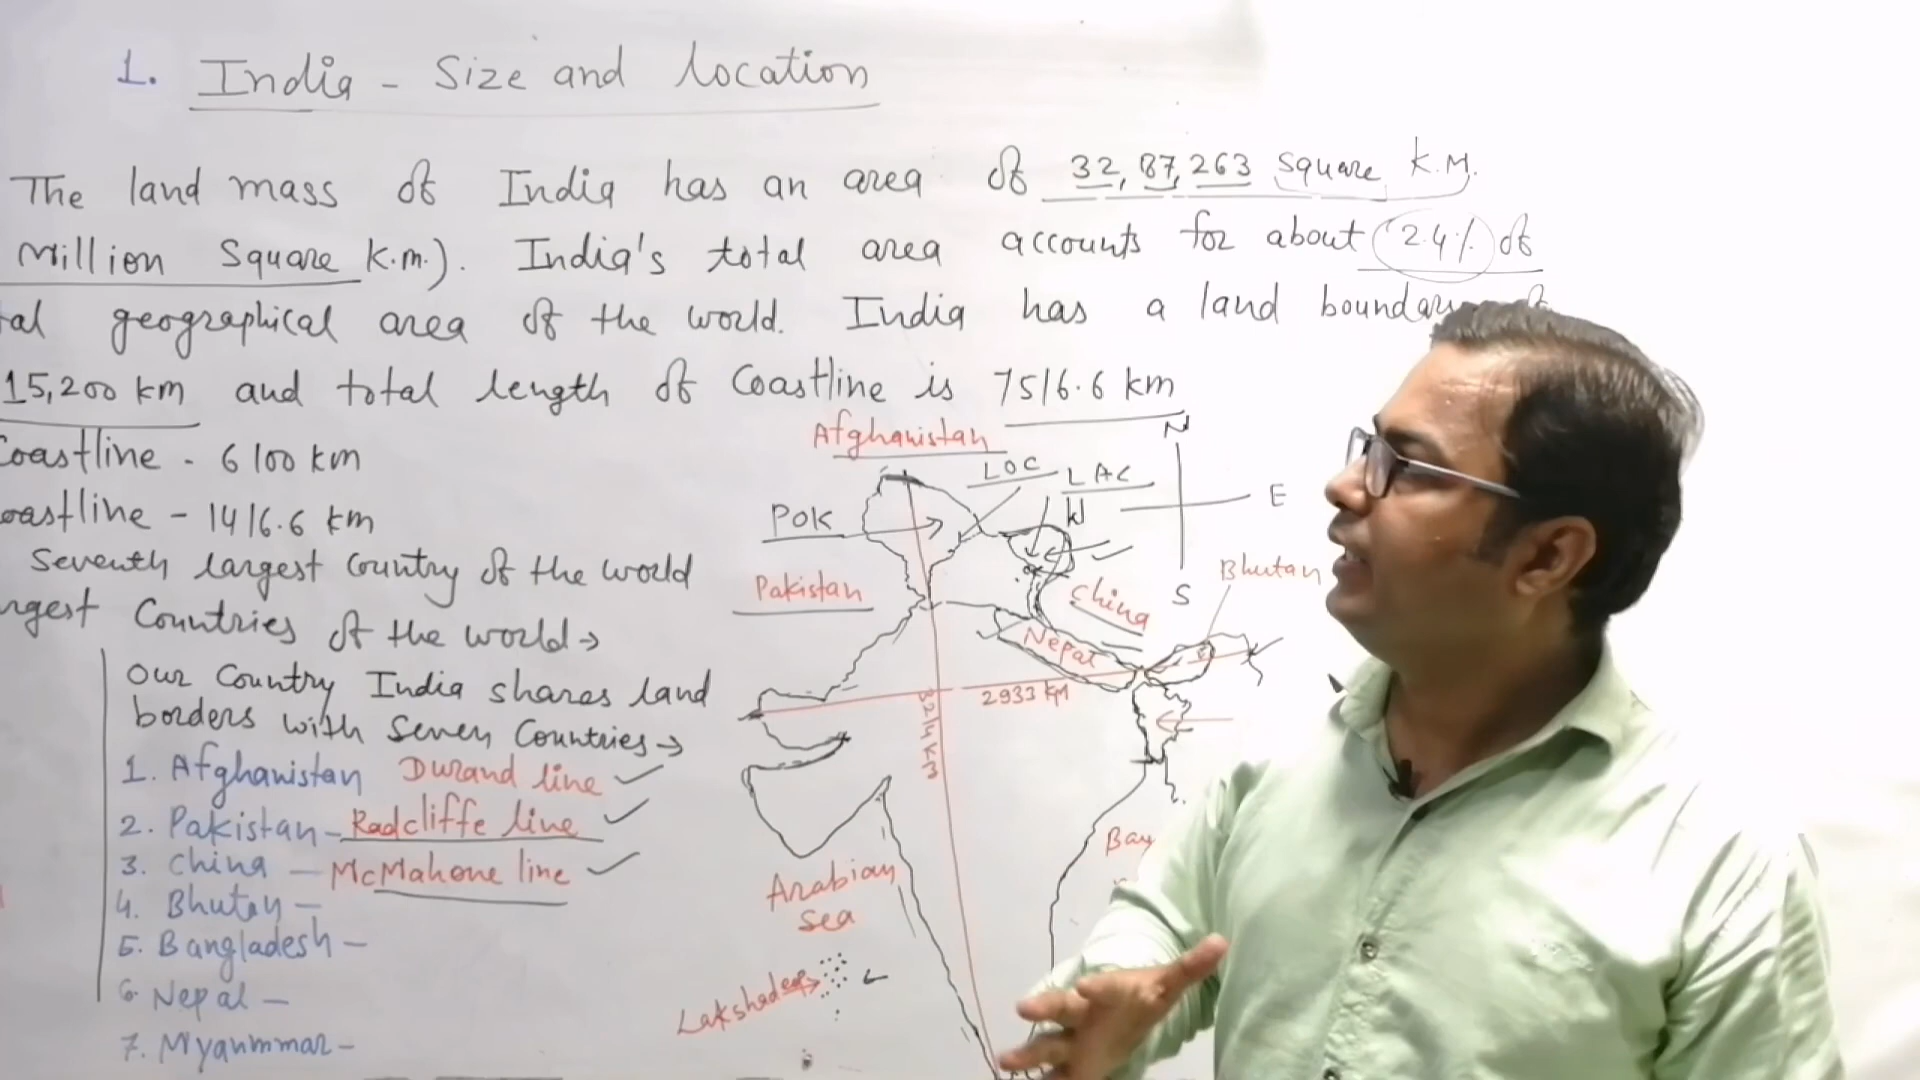 1. India - Size and location
The land mass of India has an area of 32,87,263 square K.M.
Million Square K.m.). India's total area accounts for about 2.4% of
al geographical area of the world. India has a land boundary of
15,200 km and total length of Coastline is 7516.6 km
Coastline - 6100 km
oastline - 1416.6 km
Seventh largest Country of the world
rgest Countries of the world →
Our Country India shares land
borders with Seven Countries →
1. Afghanistan Durand line
2. Pakistan - Radcliffe line
3. China - McMahone line
4. Bhutan -
5. Bangladesh -
6. Nepal -
7. Myanmmar -
Afghanistan
LOC
LAC
POK
Pakistan
China
Nepal
Bhutan
N
E
S
2933 KM
3214 KM
Arabian
sea
Bay
Lakshadeep